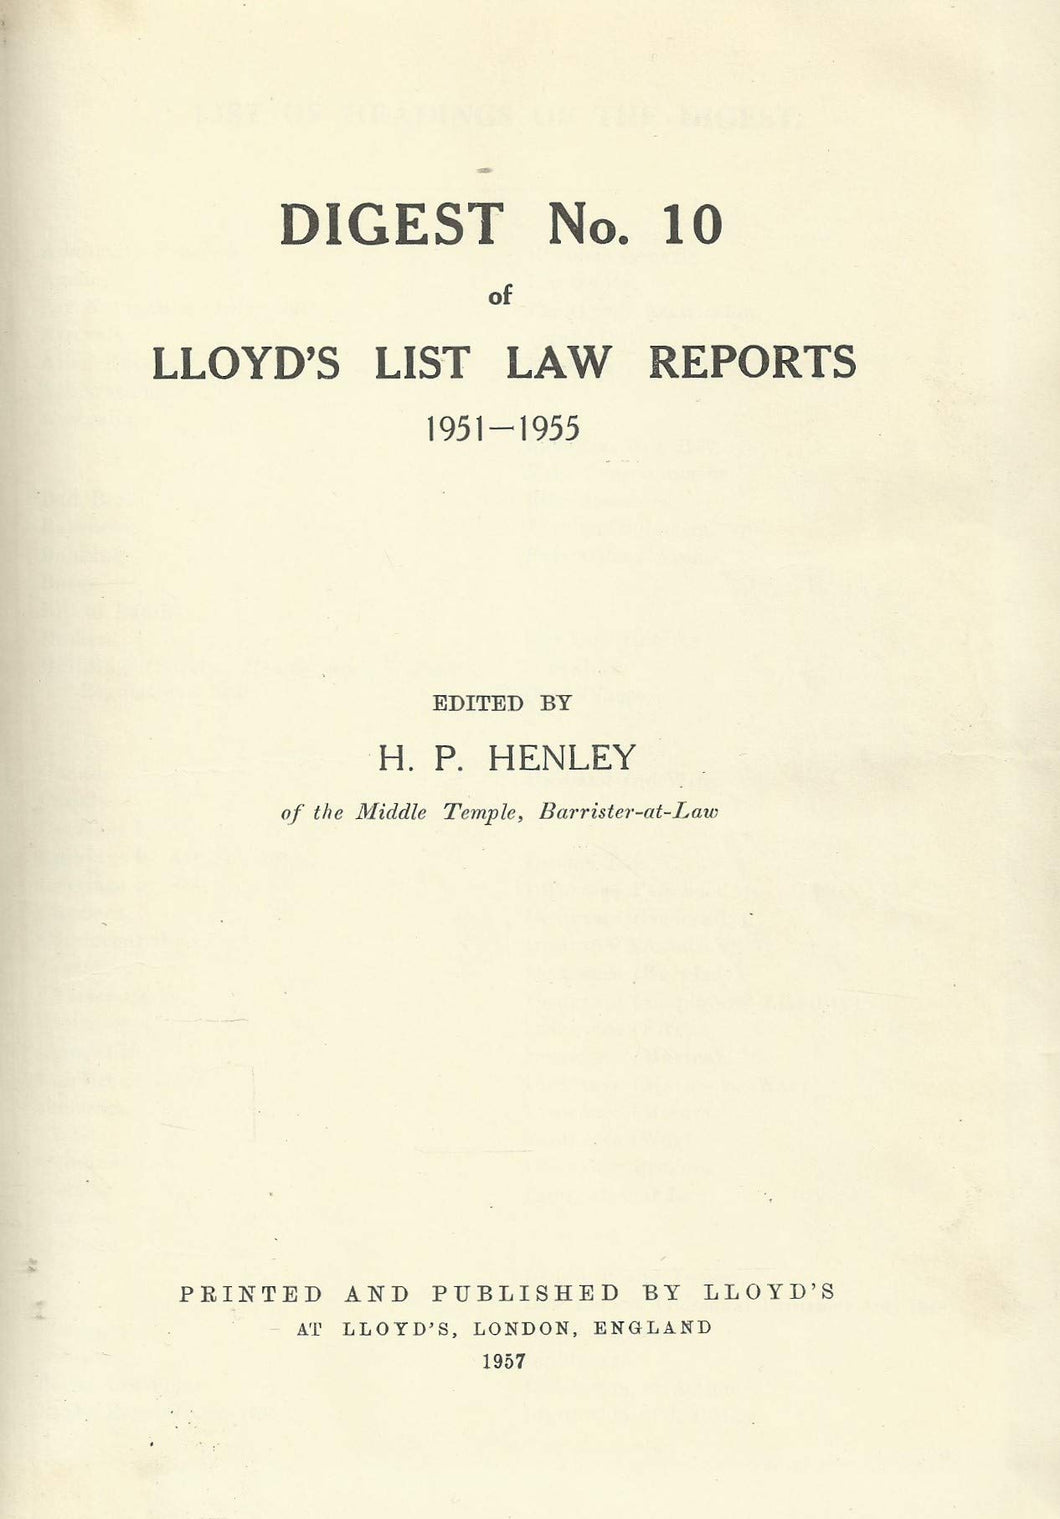 DIGEST No. 10
of
LLOYD'S LIST LAW REPORTS
1951—1955
EDITED BY
H. P. HENLEY
of the Middle Temple, Barrister-at-Law
PRINTED AND PUBLISHED BY LLOYD'S
AT LLOYD'S, LONDON, ENGLAND
1957